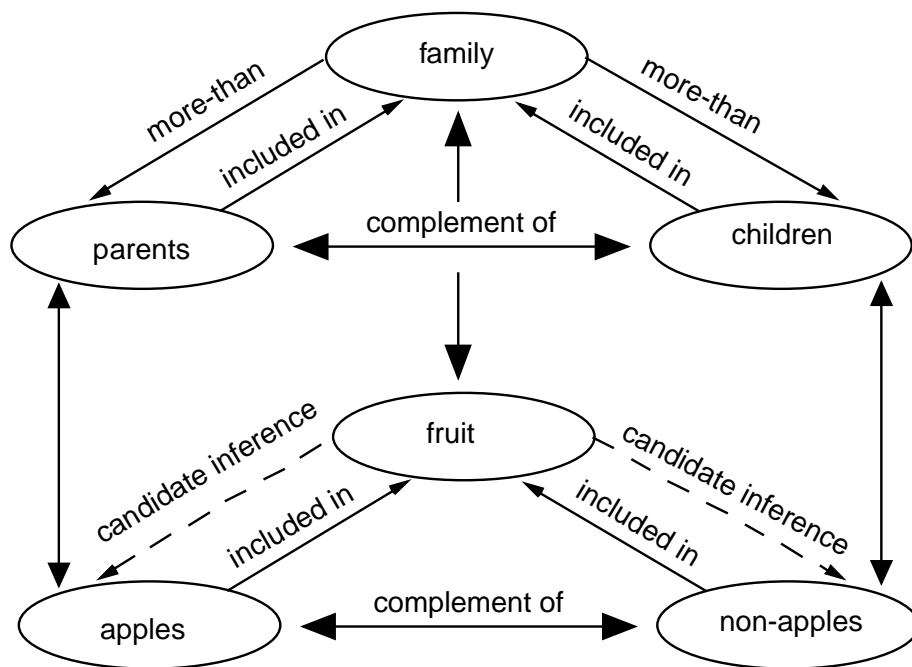 family
more-than
more-than
included in
included in
complement of
parents
children
fruit
candidate inference
candidate inference
included in
included in
complement of
apples
non-apples